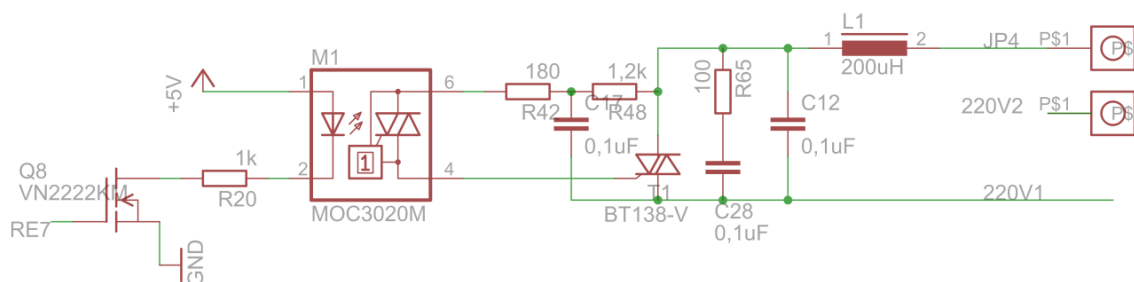 L1
1
2
200uH
JP4
P$1
P$
M1
+5V
1
6
180
R42
1,2k
R48
C17
0,1uF
100
R65
C12
0,1uF
220V2
P$1
P$
1
Q8
VN2222KM
1k
R20
2
4
MOC3020M
T1
BT138-V
C28
0,1uF
220V1
RE7
GND